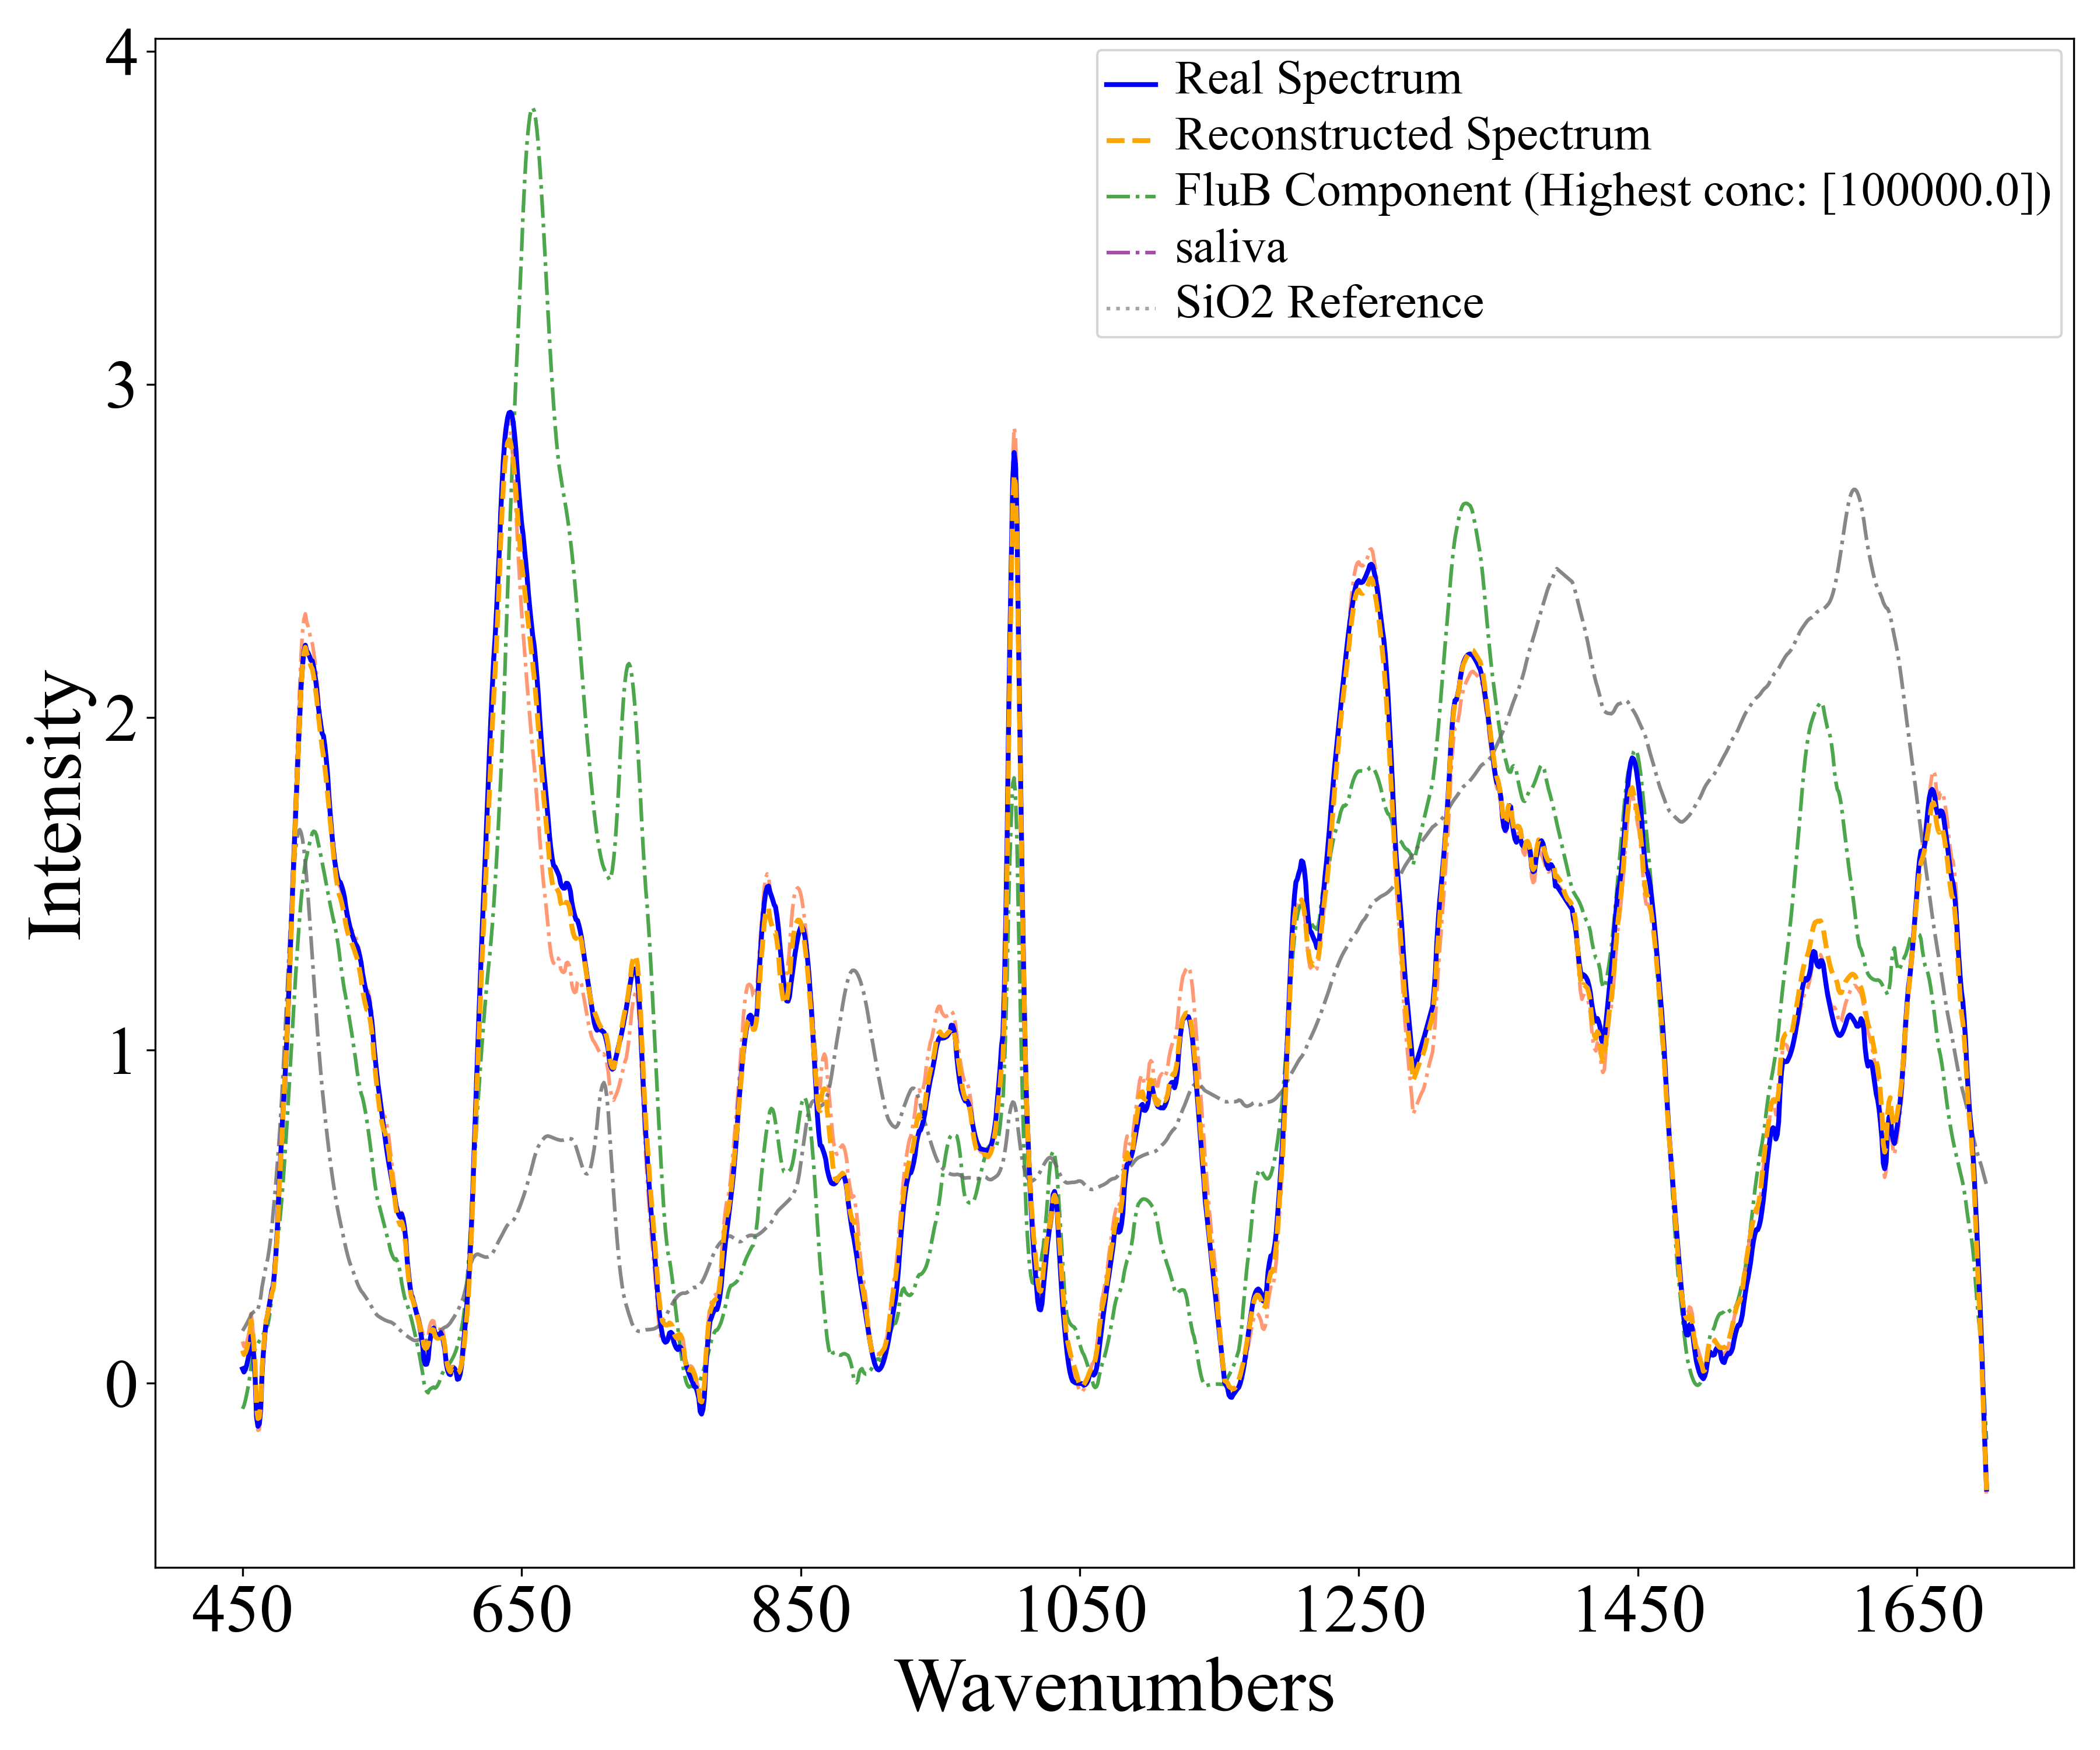 Real Spectrum
Reconstructed Spectrum
FluB Component (Highest conc: [100000.0])
saliva
SiO2 Reference
4
3
2
1
0
Intensity
450 650 850 1050 1250 1450 1650
Wavenumbers